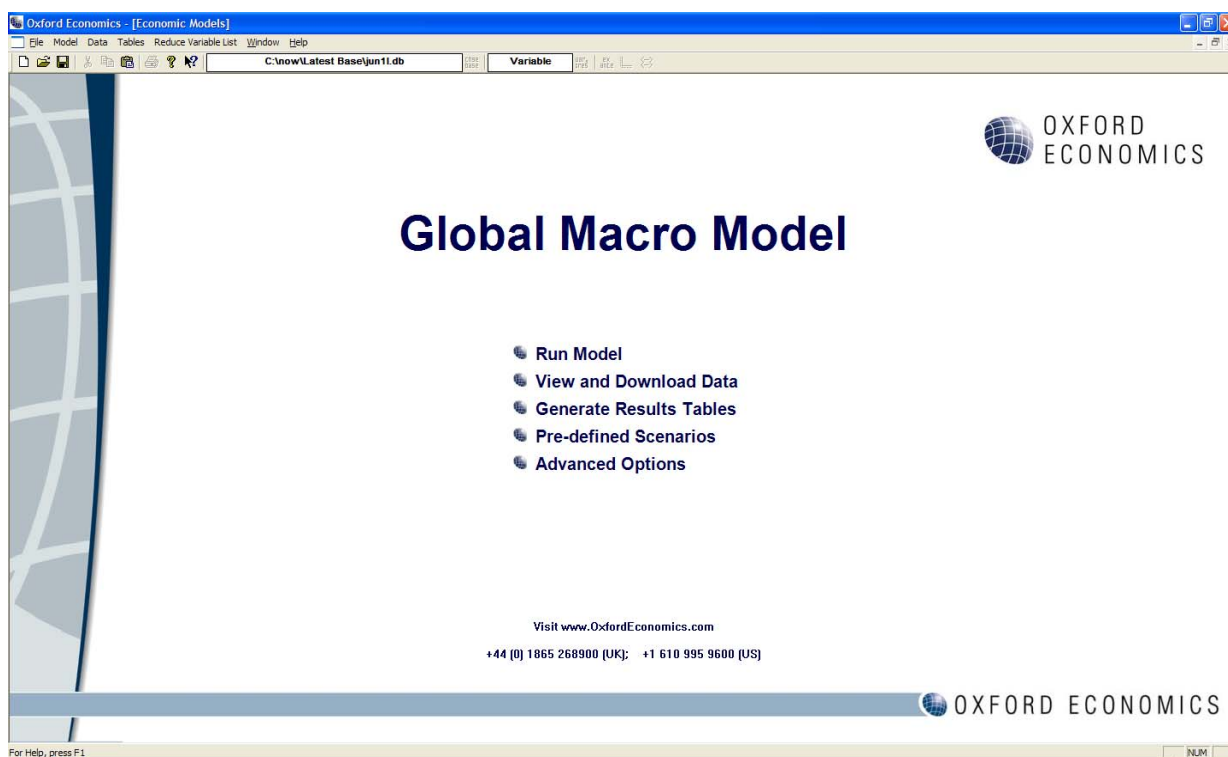 Oxford Economics - [Economic Models]
File Model Data Tables Reduce Variable List Window Help
C:\now\Latest Base\jun1l.db Variable
OXFORD
ECONOMICS
Global Macro Model
Run Model
View and Download Data
Generate Results Tables
Pre-defined Scenarios
Advanced Options
Visit www.OxfordEconomics.com
+44 (0) 1865 268900 (UK); +1 610 995 9600 (US)
OXFORD ECONOMICS
For Help, press F1
NUM